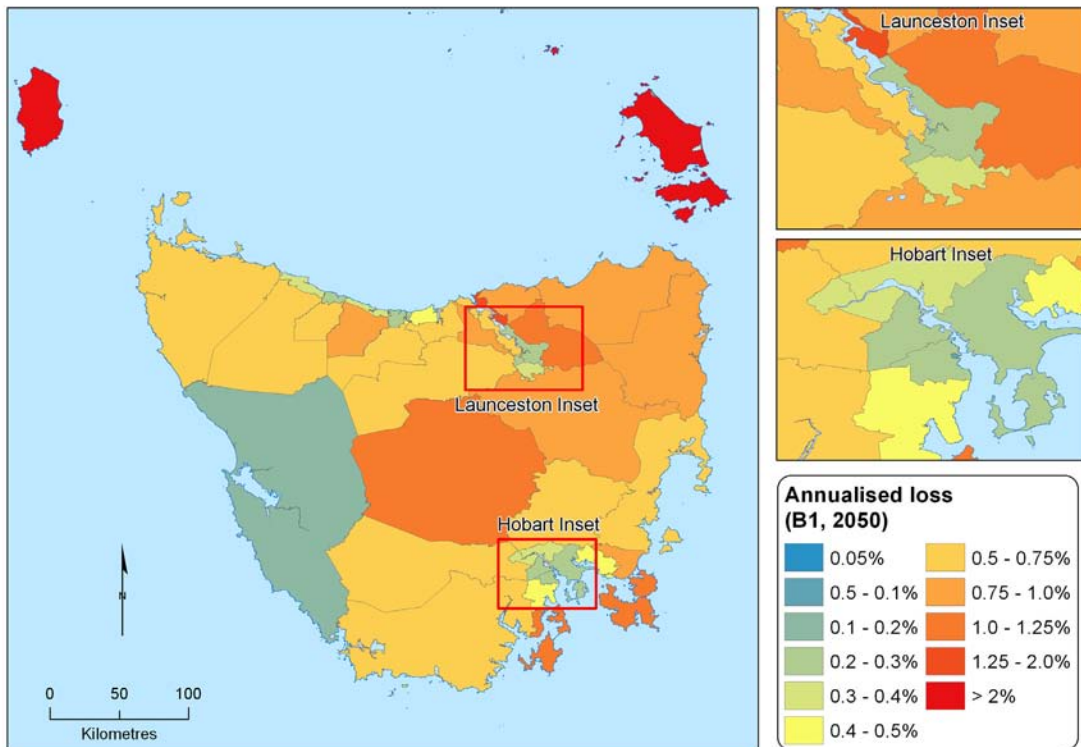 Launceston Inset
Hobart Inset
Launceston Inset
Hobart Inset
N
0 50 100
Kilometres
Annualised loss
(B1, 2050)
0.05%
0.5 - 0.1%
0.1 - 0.2%
0.2 - 0.3%
0.3 - 0.4%
0.4 - 0.5%
0.5 - 0.75%
0.75 - 1.0%
1.0 - 1.25%
1.25 - 2.0%
> 2%